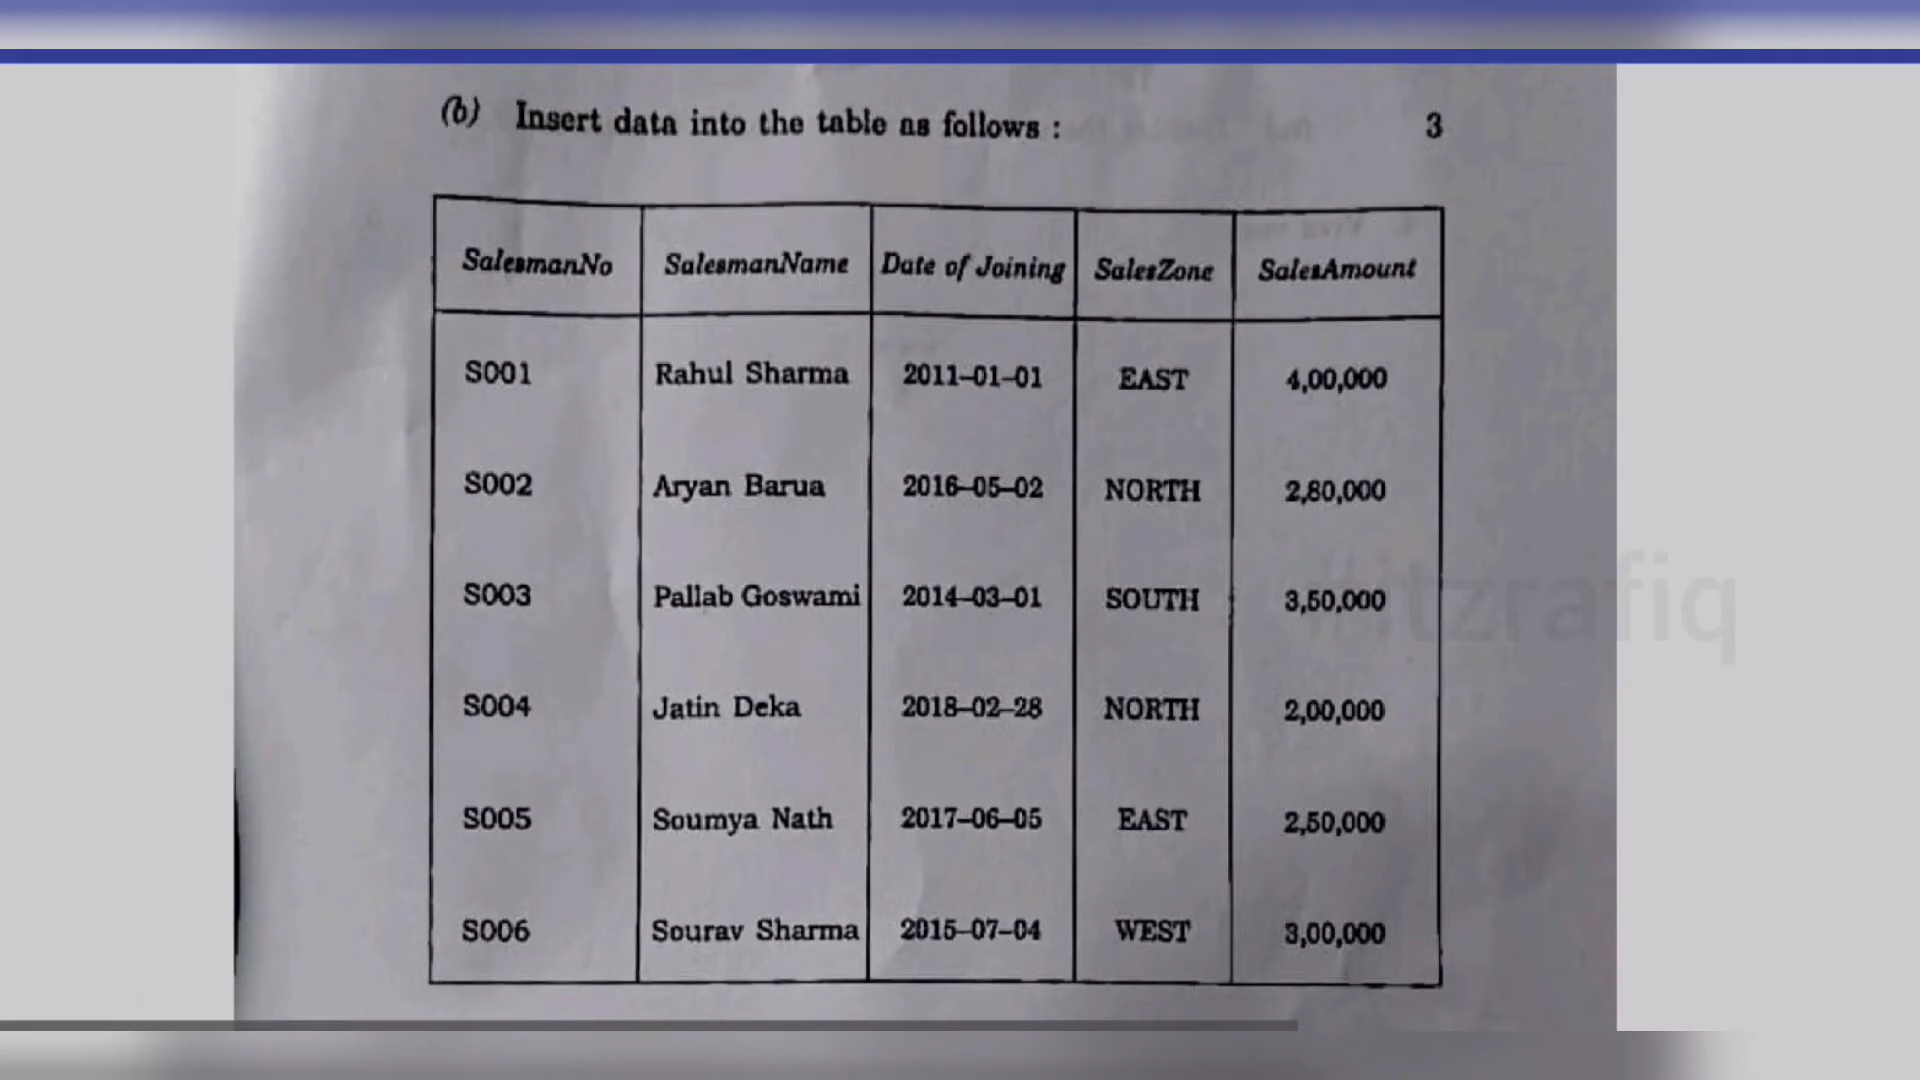 (b) Insert data into the table as follows : 3
SalesmanNo SalesmanName Date of Joining SalesZone SalesAmount
S001 Rahul Sharma 2011–01–01 EAST 4,00,000
S002 Aryan Barua 2016–05–02 NORTH 2,80,000
S003 Pallab Goswami 2014–03–01 SOUTH 3,50,000
S004 Jatin Deka 2018–02–28 NORTH 2,00,000
S005 Soumya Nath 2017–06–05 EAST 2,50,000
S006 Sourav Sharma 2015–07–04 WEST 3,00,000
itzrafiq